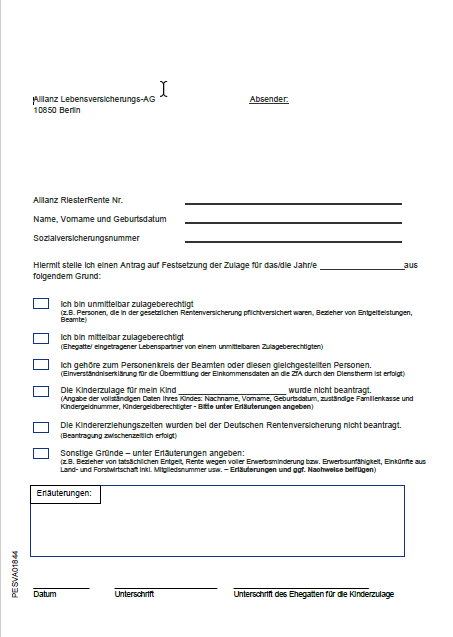 Allianz Lebensversicherungs-AG
Absender:
10850 Berlin
Allianz RiesterRente Nr.
Name, Vorname und Geburtsdatum
Sozialversicherungsnummer
Hiermit stelle ich einen Antrag auf Festsetzung der Zulage für das/die Jahr/e ____________________aus
folgendem Grund:
Ich bin unmittelbar zulageberechtigt
(z.B. Personen, die in der gesetzlichen Rentenversicherung pflichtversichert waren, Bezieher von Entgeltleistungen,
Beamte)
Ich bin mittelbar zulageberechtigt
(Ehegatte/ eingetragener Lebenspartner von einem unmittelbaren Zulageberechtigten)
Ich gehöre zum Personenkreis der Beamten oder diesen gleichgestellten Personen.
(Einverständniserklärung für die Übermittlung der Einkommensdaten an die ZfA durch den Dienstherrn ist erfolgt)
Die Kinderzulage für mein Kind _________________________ wurde nicht beantragt.
(Angabe der vollständigen Daten Ihres Kindes: Nachname, Vorname, Geburtsdatum, zuständige Familienkasse und
Kindergeldnummer, Kindergeldberechtigter - Bitte unter Erläuterungen angeben)
Die Kindererziehungszeiten wurden bei der Deutschen Rentenversicherung nicht beantragt.
(Beantragung zwischenzeitlich erfolgt)
Sonstige Gründe – unter Erläuterungen angeben:
(z.B. Bezieher von tatsächlichen Entgelt, Rente wegen voller Erwerbsminderung bzw. Erwerbsunfähigkeit, Einkünfte aus
Land- und Forstwirtschaft inkl. Mitgliedsnummer usw. – Erläuterungen und ggf. Nachweise beifügen)
Erläuterungen:
PESVA01844
Datum
Unterschrift
Unterschrift des Ehegatten für die Kinderzulage